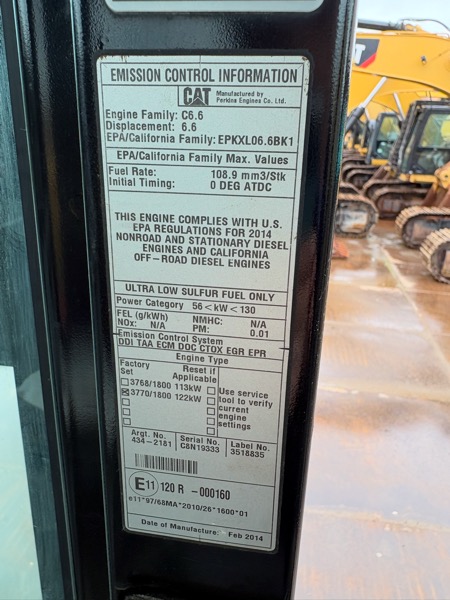 EMISSION CONTROL INFORMATION
CAT Manufactured by
Perkins Engines Co. Ltd.
Engine Family: C6.6
Displacement: 6.6
EPA/California Family: EPKXL06.6BK1
EPA/California Family Max. Values
Fuel Rate: 108.9 mm3/Stk
Initial Timing: 0 DEG ATDC
THIS ENGINE COMPLIES WITH U.S.
EPA REGULATIONS FOR 2014
NONROAD AND STATIONARY DIESEL
ENGINES AND CALIFORNIA
OFF-ROAD DIESEL ENGINES
ULTRA LOW SULFUR FUEL ONLY
Power Category 56<kW<130
FEL (g/kWh) NMHC: N/A
NOx: N/A PM: 0.01
Emission Control System
DDI TAA ECM DOC CTOX EGR EPR
Engine Type
Factory Set
Reset if Applicable
3768/1800 113kW
3770/1800 122kW
Use service
tool to verify
current
engine
settings
Argt. No. Serial No. Label No.
434-2181 C8N19333 3518835
E11 120 R -000160
e11*97/68MA*2010/26*1600*01
Date of Manufacture: Feb 2014